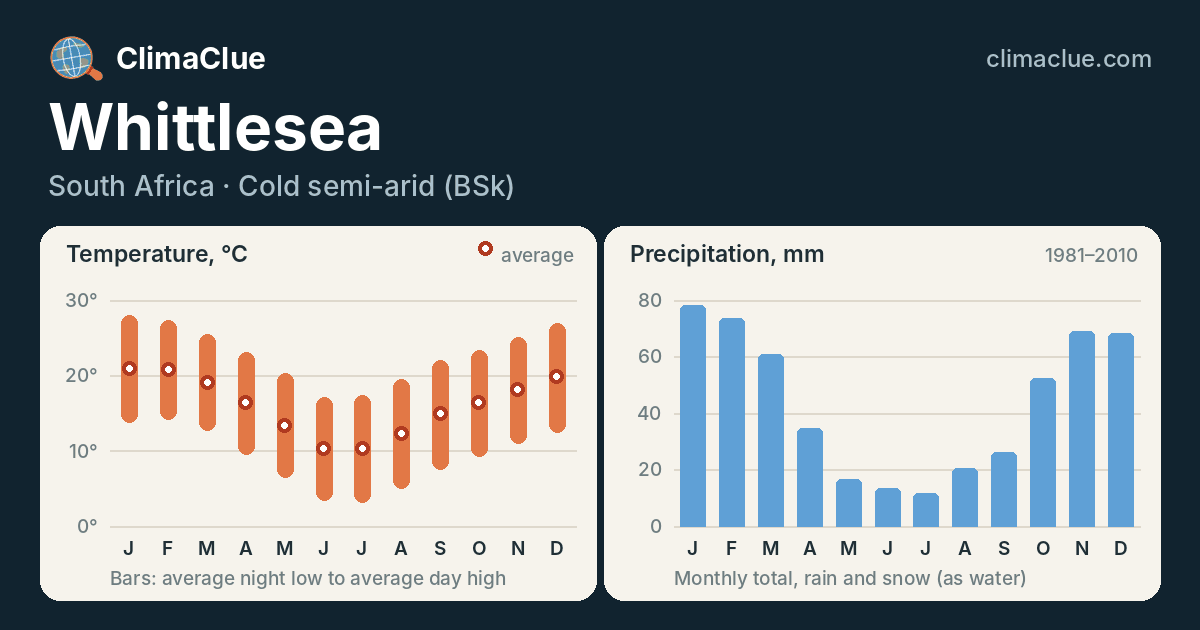 ClimaClue
climaclue.com
Whittlesea
South Africa · Cold semi-arid (BSk)
Temperature, °C
average
30°
20°
10°
0°
J F M A M J J A S O N D
Bars: average night low to average day high
Precipitation, mm
1981–2010
80
60
40
20
0
J F M A M J J A S O N D
Monthly total, rain and snow (as water)